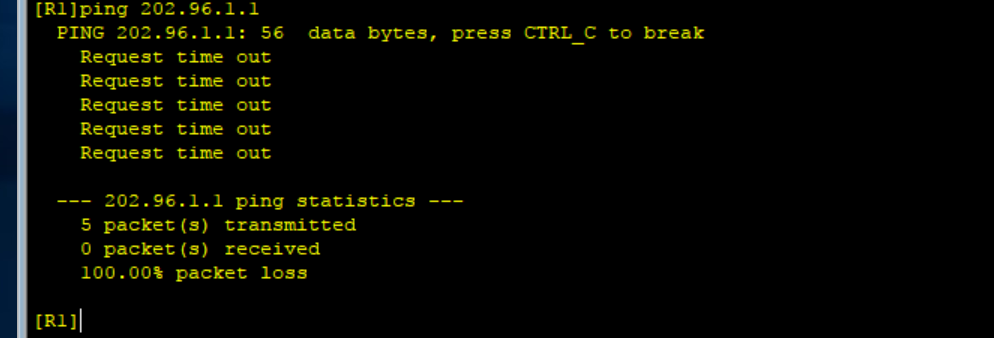 [R1]ping 202.96.1.1
PING 202.96.1.1: 56  data bytes, press CTRL_C to break
Request time out
Request time out
Request time out
Request time out
Request time out
--- 202.96.1.1 ping statistics ---
5 packet(s) transmitted
0 packet(s) received
100.00% packet loss
[R1]